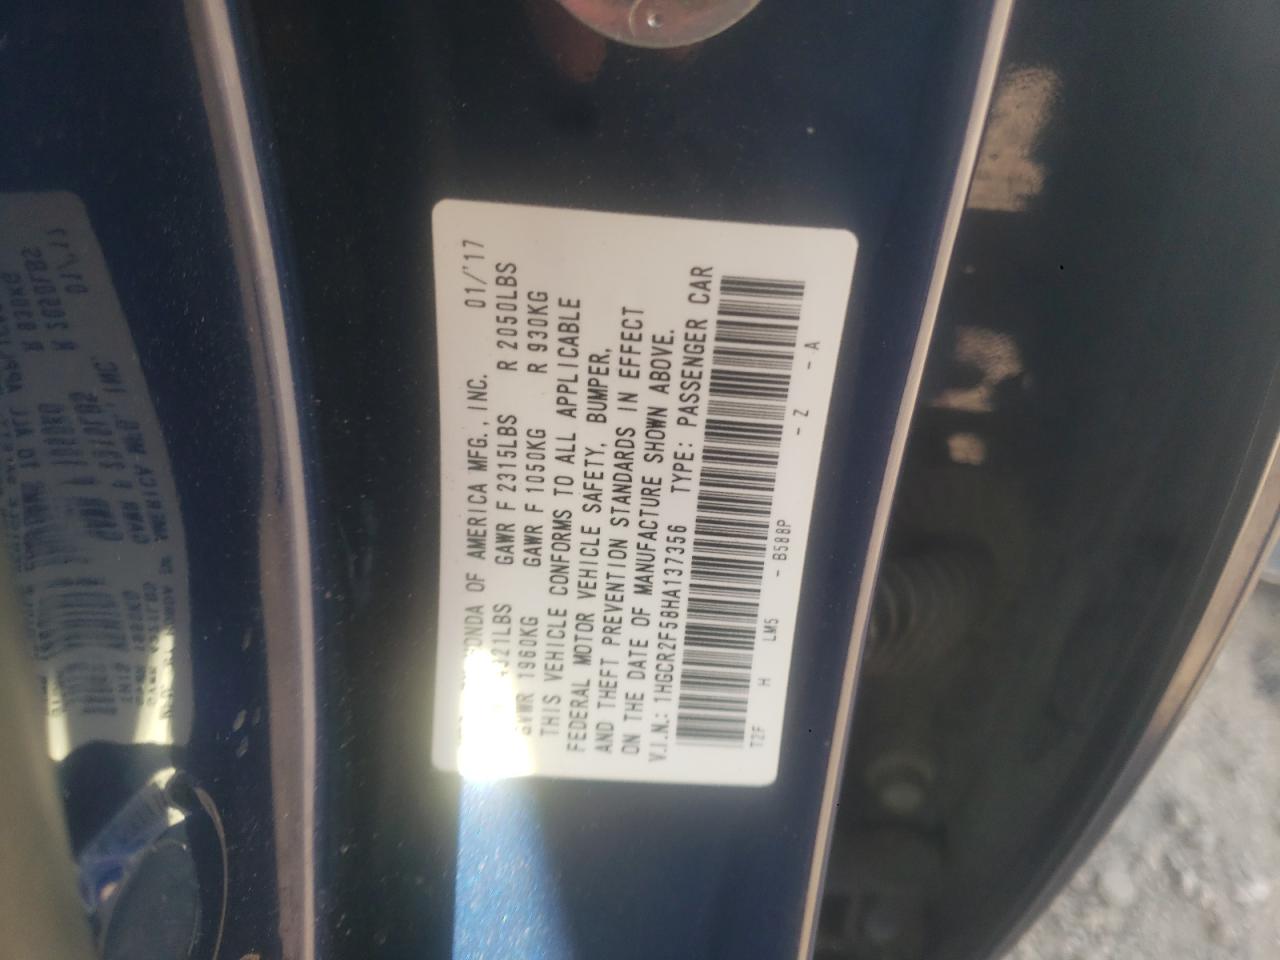 HONDA OF AMERICA MFG., INC. 01/'17
GAWR F 2315LBS R 2050LBS
GVWR 1960KG GAWR F 1050KG R 930KG
THIS VEHICLE CONFORMS TO ALL APPLICABLE
FEDERAL MOTOR VEHICLE SAFETY, BUMPER,
AND THEFT PREVENTION STANDARDS IN EFFECT
ON THE DATE OF MANUFACTURE SHOWN ABOVE.
V.I.N.: 1HGCR2F58HA137356 TYPE: PASSENGER CAR
T2F H LM5 - B588P - Z - A